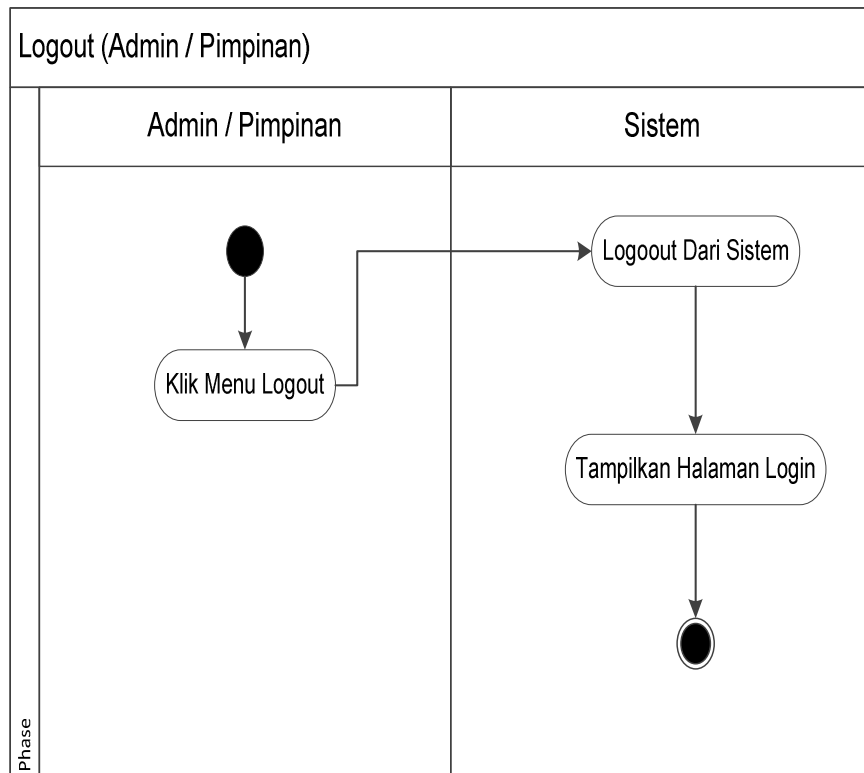 Logout (Admin / Pimpinan)
Admin / Pimpinan
Sistem
Logoout Dari Sistem
Klik Menu Logout
Tampilkan Halaman Login
Phase